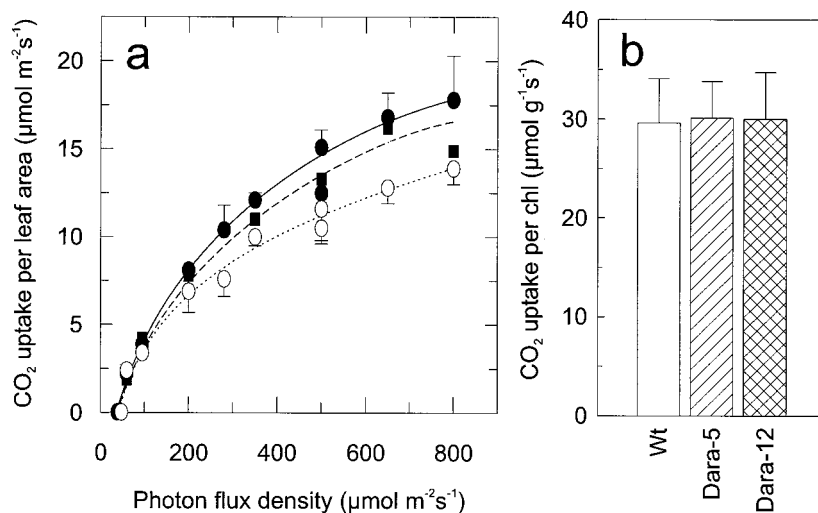 a
CO₂ uptake per leaf area (µmol m⁻²s⁻¹)
20
15
10
5
0
0
200
400
600
800
Photon flux density (µmol m⁻²s⁻¹)
b
CO₂ uptake per chl (µmol g⁻¹s⁻¹)
40
30
20
10
0
Wt
Dara-5
Dara-12